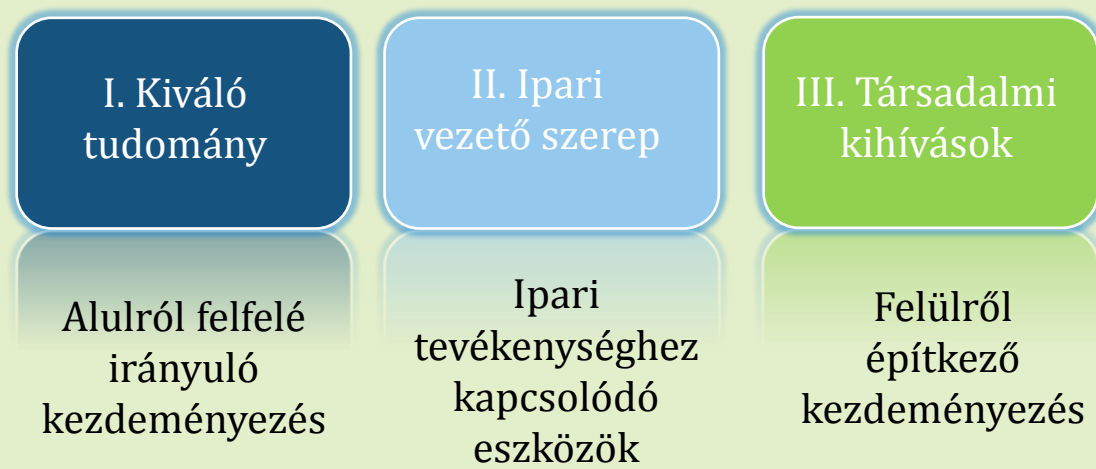 I. Kiváló
tudomány
II. Ipari
vezető szerep
III. Társadalmi
kihívások
Alulról felfelé
irányuló
kezdeményezés
Ipari
tevékenységhez
kapcsolódó
eszközök
Felülről
építkező
kezdeményezés